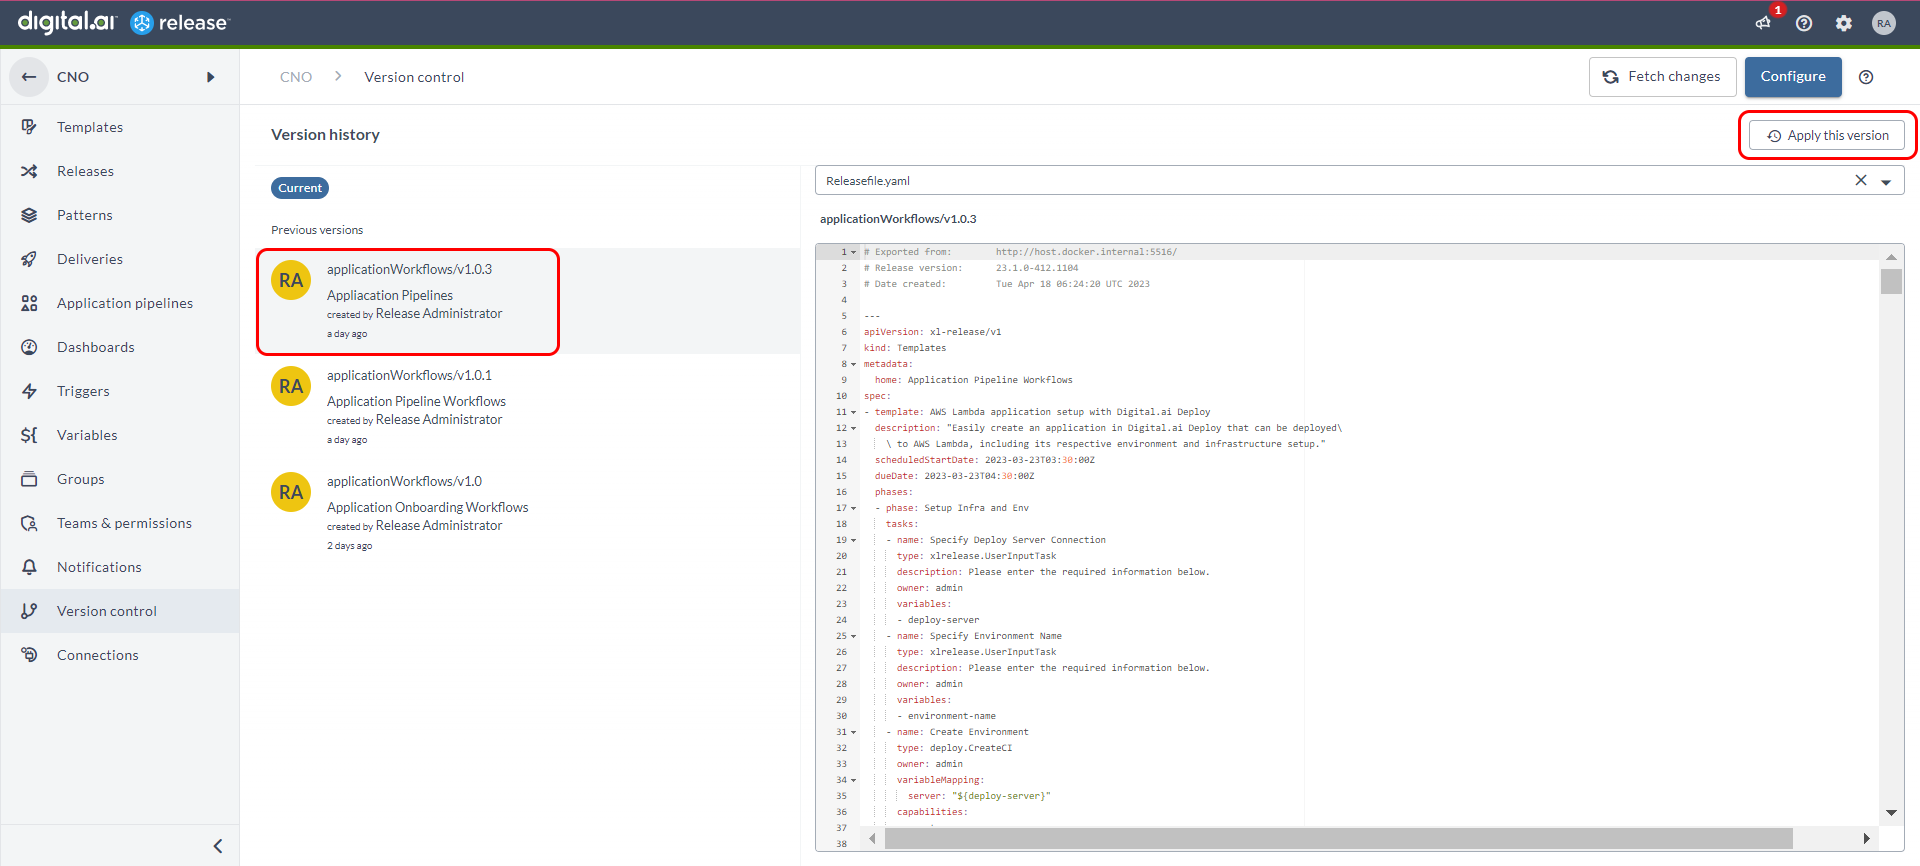 digital.ai release
1
RA
CNO
CNO Version control
Fetch changes
Configure
Templates
Releases
Patterns
Deliveries
Application pipelines
Dashboards
Triggers
Variables
Groups
Teams & permissions
Notifications
Version control
Connections
Version history
Apply this version
Current
Previous versions
RA
applicationWorkflows/v1.0.3
Appliacation Pipelines
created by Release Administrator
a day ago
RA
applicationWorkflows/v1.0.1
Application Pipeline Workflows
created by Release Administrator
a day ago
RA
applicationWorkflows/v1.0
Application Onboarding Workflows
created by Release Administrator
2 days ago
Releasefile.yaml
applicationWorkflows/v1.0.3
1 # Exported from: http://host.docker.internal:5516/
2 # Release version: 23.1.0-412.1104
3 # Date created: Tue Apr 18 06:24:20 UTC 2023
4
5 ---
6 apiVersion: xl-release/v1
7 kind: Templates
8 metadata:
9 home: Application Pipeline Workflows
10 spec:
11 - template: AWS Lambda application setup with Digital.ai Deploy
12 description: "Easily create an application in Digital.ai Deploy that can be deployed\
13 \ to AWS Lambda, including its respective environment and infrastructure setup."
14 scheduledStartDate: 2023-03-23T03:30:00Z
15 dueDate: 2023-03-23T04:30:00Z
16 phases:
17 - phase: Setup Infra and Env
18 tasks:
19 - name: Specify Deploy Server Connection
20 type: xlrelease.UserInputTask
21 description: Please enter the required information below.
22 owner: admin
23 variables:
24 - deploy-server
25 - name: Specify Environment Name
26 type: xlrelease.UserInputTask
27 description: Please enter the required information below.
28 owner: admin
29 variables:
30 - environment-name
31 - name: Create Environment
32 type: deploy.CreateCI
33 owner: admin
34 variableMapping:
35 server: "${deploy-server}"
36 capabilities:
37
38